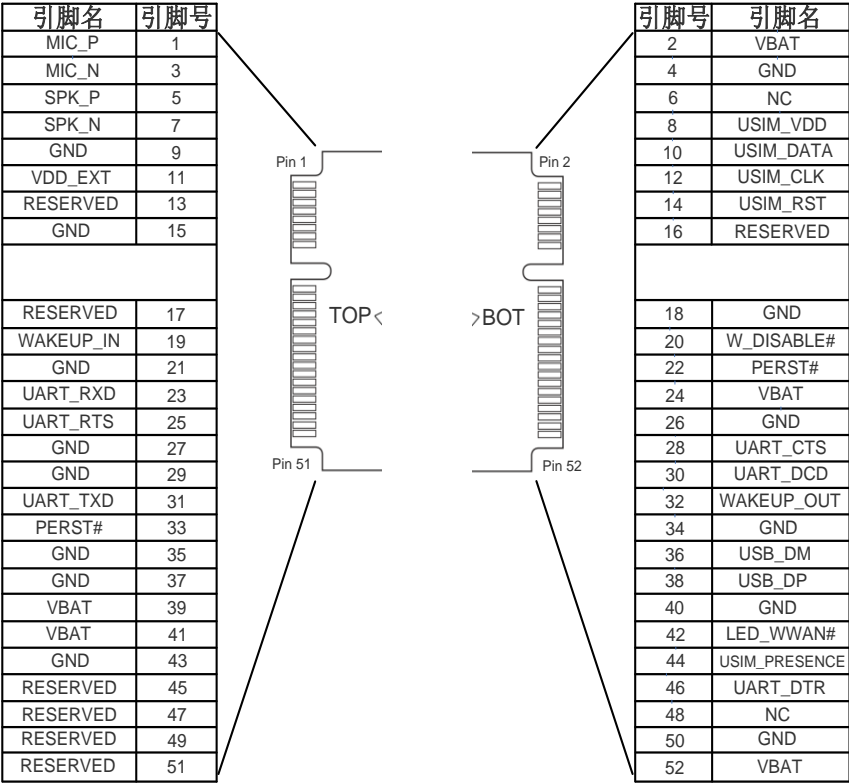 引脚名 引脚号
MIC_P 1
MIC_N 3
SPK_P 5
SPK_N 7
GND 9
VDD_EXT 11
RESERVED 13
GND 15
RESERVED 17
WAKEUP_IN 19
GND 21
UART_RXD 23
UART_RTS 25
GND 27
GND 29
UART_TXD 31
PERST# 33
GND 35
GND 37
VBAT 39
VBAT 41
GND 43
RESERVED 45
RESERVED 47
RESERVED 49
RESERVED 51
Pin 1
TOP
Pin 51
Pin 2
BOT
Pin 52
引脚号 引脚名
2 VBAT
4 GND
6 NC
8 USIM_VDD
10 USIM_DATA
12 USIM_CLK
14 USIM_RST
16 RESERVED
18 GND
20 W_DISABLE#
22 PERST#
24 VBAT
26 GND
28 UART_CTS
30 UART_DCD
32 WAKEUP_OUT
34 GND
36 USB_DM
38 USB_DP
40 GND
42 LED_WWAN#
44 USIM_PRESENCE
46 UART_DTR
48 NC
50 GND
52 VBAT